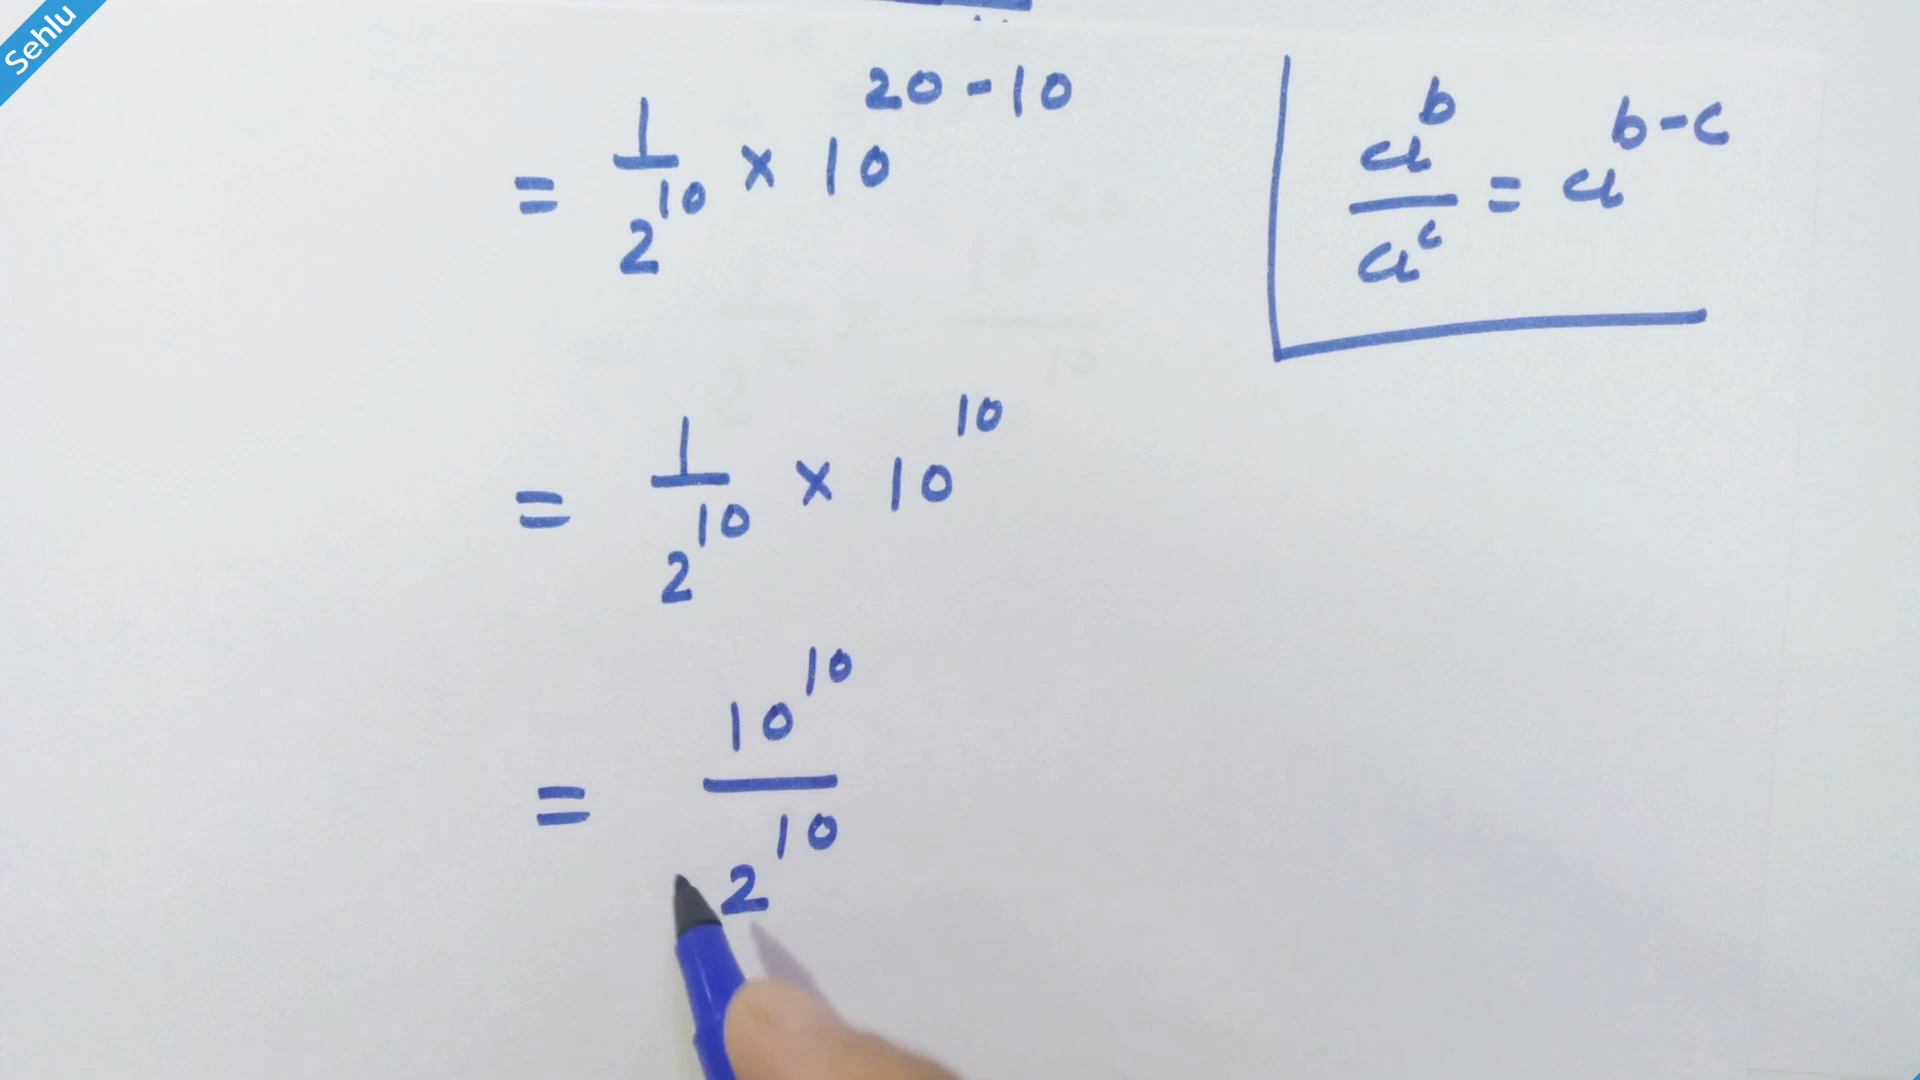 Sehlu
= 1/2^10 × 10^20-10
a^b/a^c = a^b-c
= 1/2^10 × 10^10
= 10^10/2^10